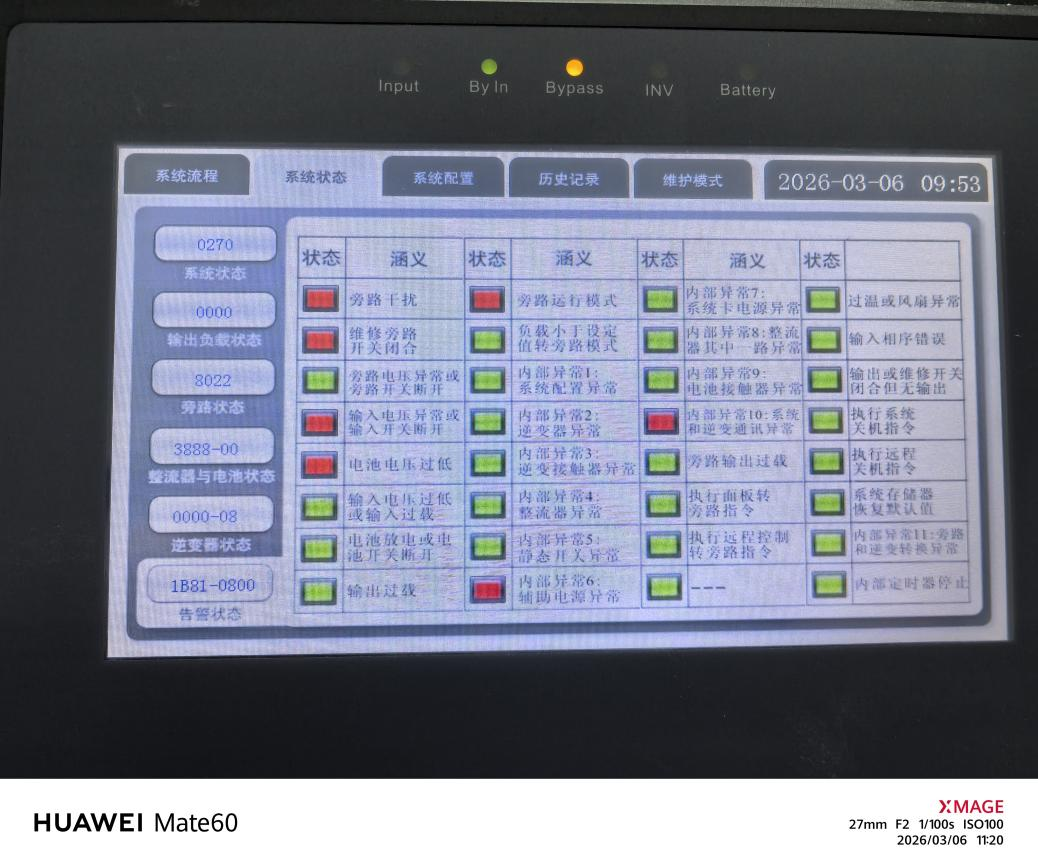 Input
By In
Bypass
INV
Battery
系统流程
系统状态
系统配置
历史记录
维护模式
2026-03-06 09:53
0270
系统状态
0000
输出负载状态
8022
旁路状态
3888-00
整流器与电池状态
0000-08
逆变器状态
1B81-0800
告警状态
状态 涵义 状态 涵义 状态 涵义 状态
旁路干扰
维修旁路
开关闭合
旁路电压异常或
旁路开关断开
输入电压异常或
输入开关断开
电池电压过低
输入电压过低
或输入过载
电池放电或电
池开关断开
输出过载
旁路运行模式
负载小于设定
值转旁路模式
内部异常1:
系统配置异常
内部异常2:
逆变器异常
内部异常3:
逆变接触器异常
内部异常4:
整流器异常
内部异常5:
静态开关异常
内部异常6:
辅助电源异常
内部异常7:
系统卡电源异常
内部异常8:整流
器其中一路异常
内部异常9:
电池接触器异常
内部异常10:系统
和逆变通讯异常
旁路输出过载
执行面板转
旁路指令
执行远程控制
转旁路指令
---
过温或风扇异常
输入相序错误
输出或维修开关
闭合但无输出
执行系统
关机指令
执行远程
关机指令
系统存储器
恢复默认值
内部异常11:旁路
和逆变转换异常
内部定时器停止
HUAWEI Mate60
XMAGE
27mm F2 1/100s ISO100
2026/03/06 11:20